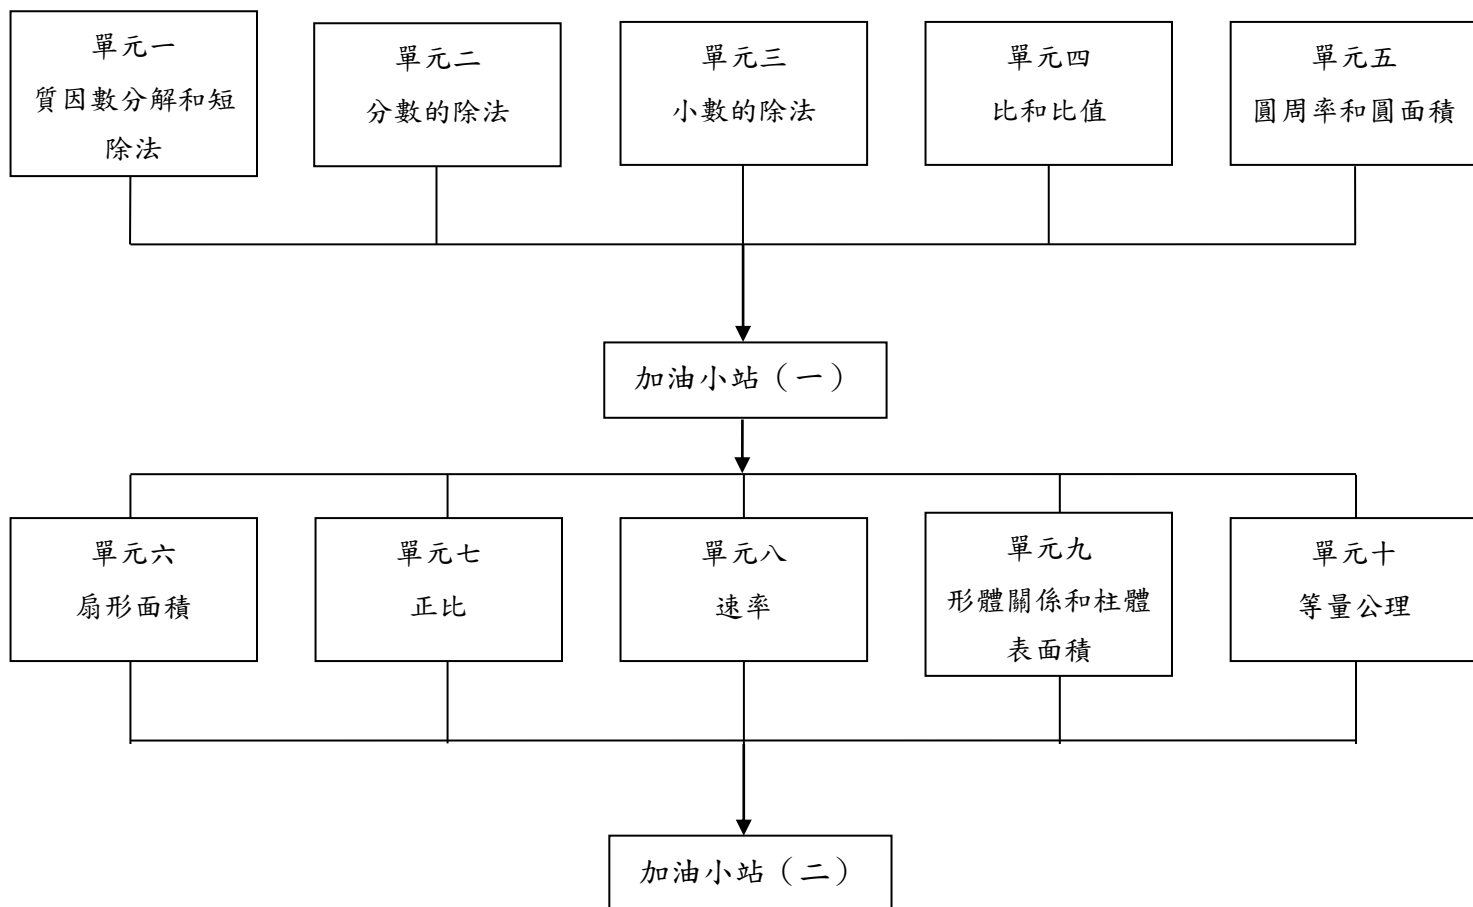 單元一
質因數分解和短
除法
單元二
分數的除法
單元三
小數的除法
單元四
比和比值
單元五
圓周率和圓面積
加油小站（一）
單元六
扇形面積
單元七
正比
單元八
速率
單元九
形體關係和柱體
表面積
單元十
等量公理
加油小站（二）